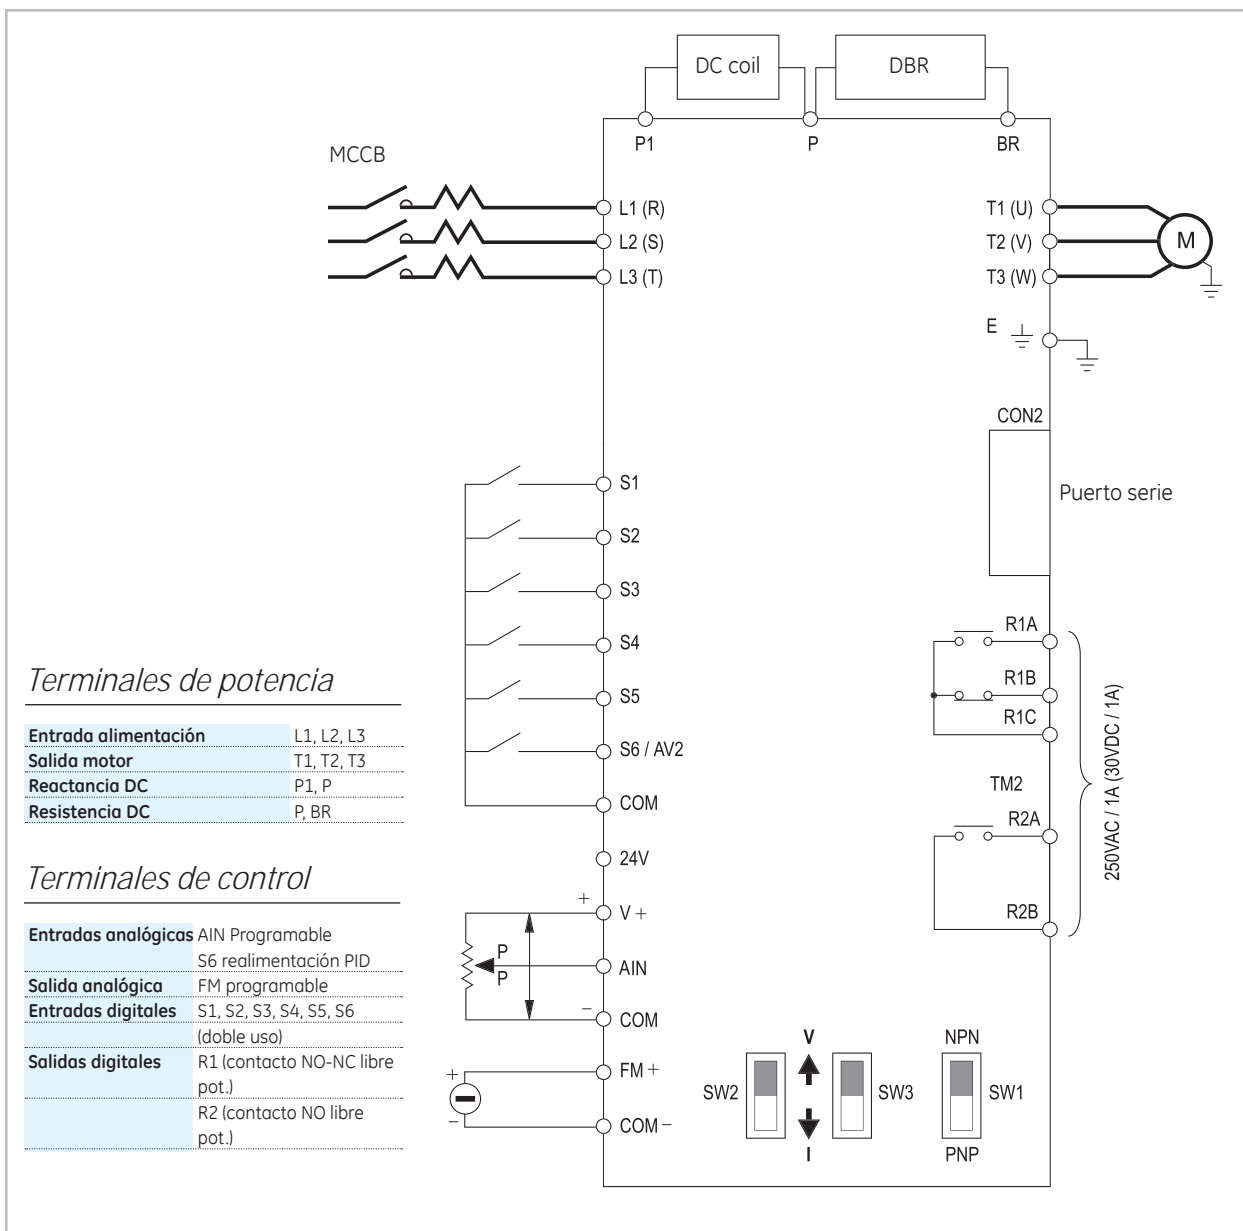 DC coil
DBR
P1
P
BR
MCCB
L1 (R)
L2 (S)
L3 (T)
T1 (U)
T2 (V)
T3 (W)
M
E
CON2
Puerto serie
S1
S2
S3
S4
S5
S6 / AV2
COM
24V
+
V +
P
AIN
P
−
COM
+
FM +
−
COM −
R1A
R1B
R1C
TM2
R2A
R2B
250VAC / 1A (30VDC / 1A)
V
I
SW2
SW3
NPN
SW1
PNP
Terminales de potencia
Entrada alimentación L1, L2, L3
Salida motor T1, T2, T3
Reactancia DC P1, P
Resistencia DC P, BR
Terminales de control
Entradas analógicas AIN Programable
S6 realimentación PID
Salida analógica FM programable
Entradas digitales S1, S2, S3, S4, S5, S6
(doble uso)
Salidas digitales R1 (contacto NO-NC libre
pot.)
R2 (contacto NO libre
pot.)